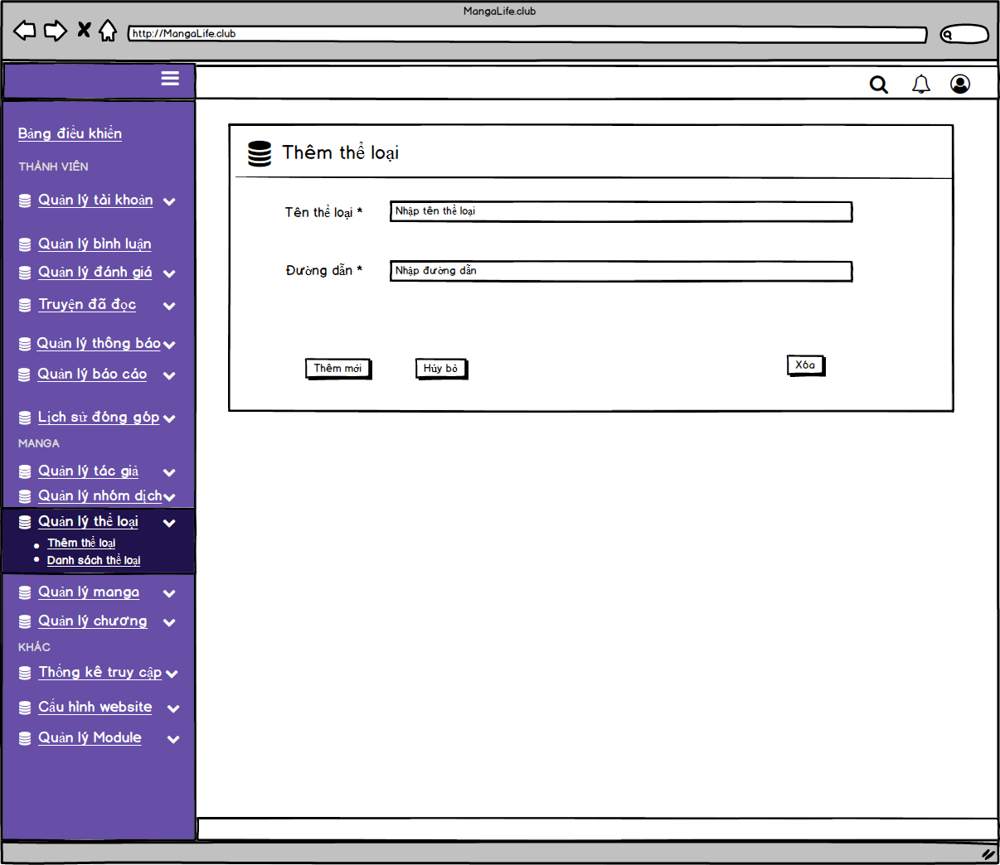 MangaLife.club
http://MangaLife.club
Bảng điều khiển
THÀNH VIÊN
Quản lý tài khoản
Quản lý bình luận
Quản lý đánh giá
Truyện đã đọc
Quản lý thông báo
Quản lý báo cáo
Lịch sử đóng góp
MANGA
Quản lý tác giả
Quản lý nhóm dịch
Quản lý thể loại
Thêm thể loại
Danh sách thể loại
Quản lý manga
Quản lý chương
KHÁC
Thống kê truy cập
Cấu hình website
Quản lý Module
Thêm thể loại
Tên thể loại * Nhập tên thể loại
Đường dẫn * Nhập đường dẫn
Thêm mới Hủy bỏ Xóa